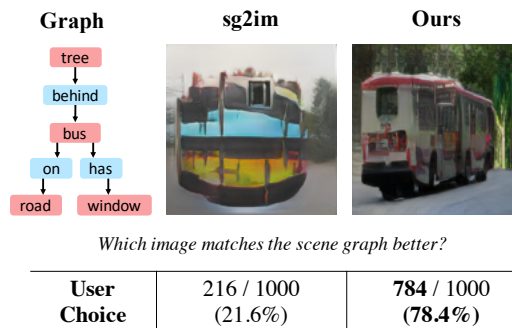 Graph sg2im Ours
tree
behind
bus
on has
road window
Which image matches the scene graph better?
User Choice 216 / 1000 (21.6%) 784 / 1000 (78.4%)